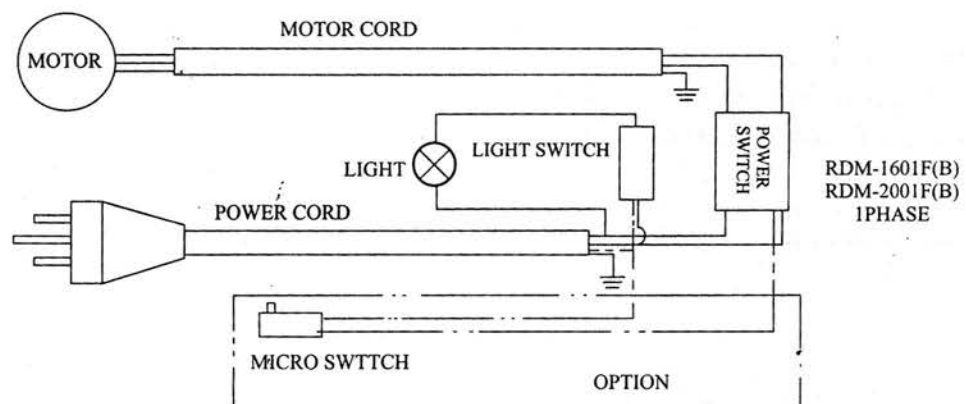 MOTOR CORD
MOTOR
LIGHT SWITCH
LIGHT
POWER
SWITCH
RDM-1601F(B)
RDM-2001F(B)
1PHASE
POWER CORD
MICRO SWTTCH
OPTION